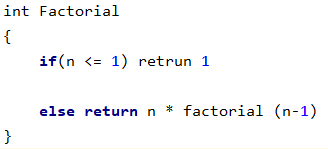 int Factorial
{
if(n <= 1) retrun 1
else return n * factorial (n-1)
}